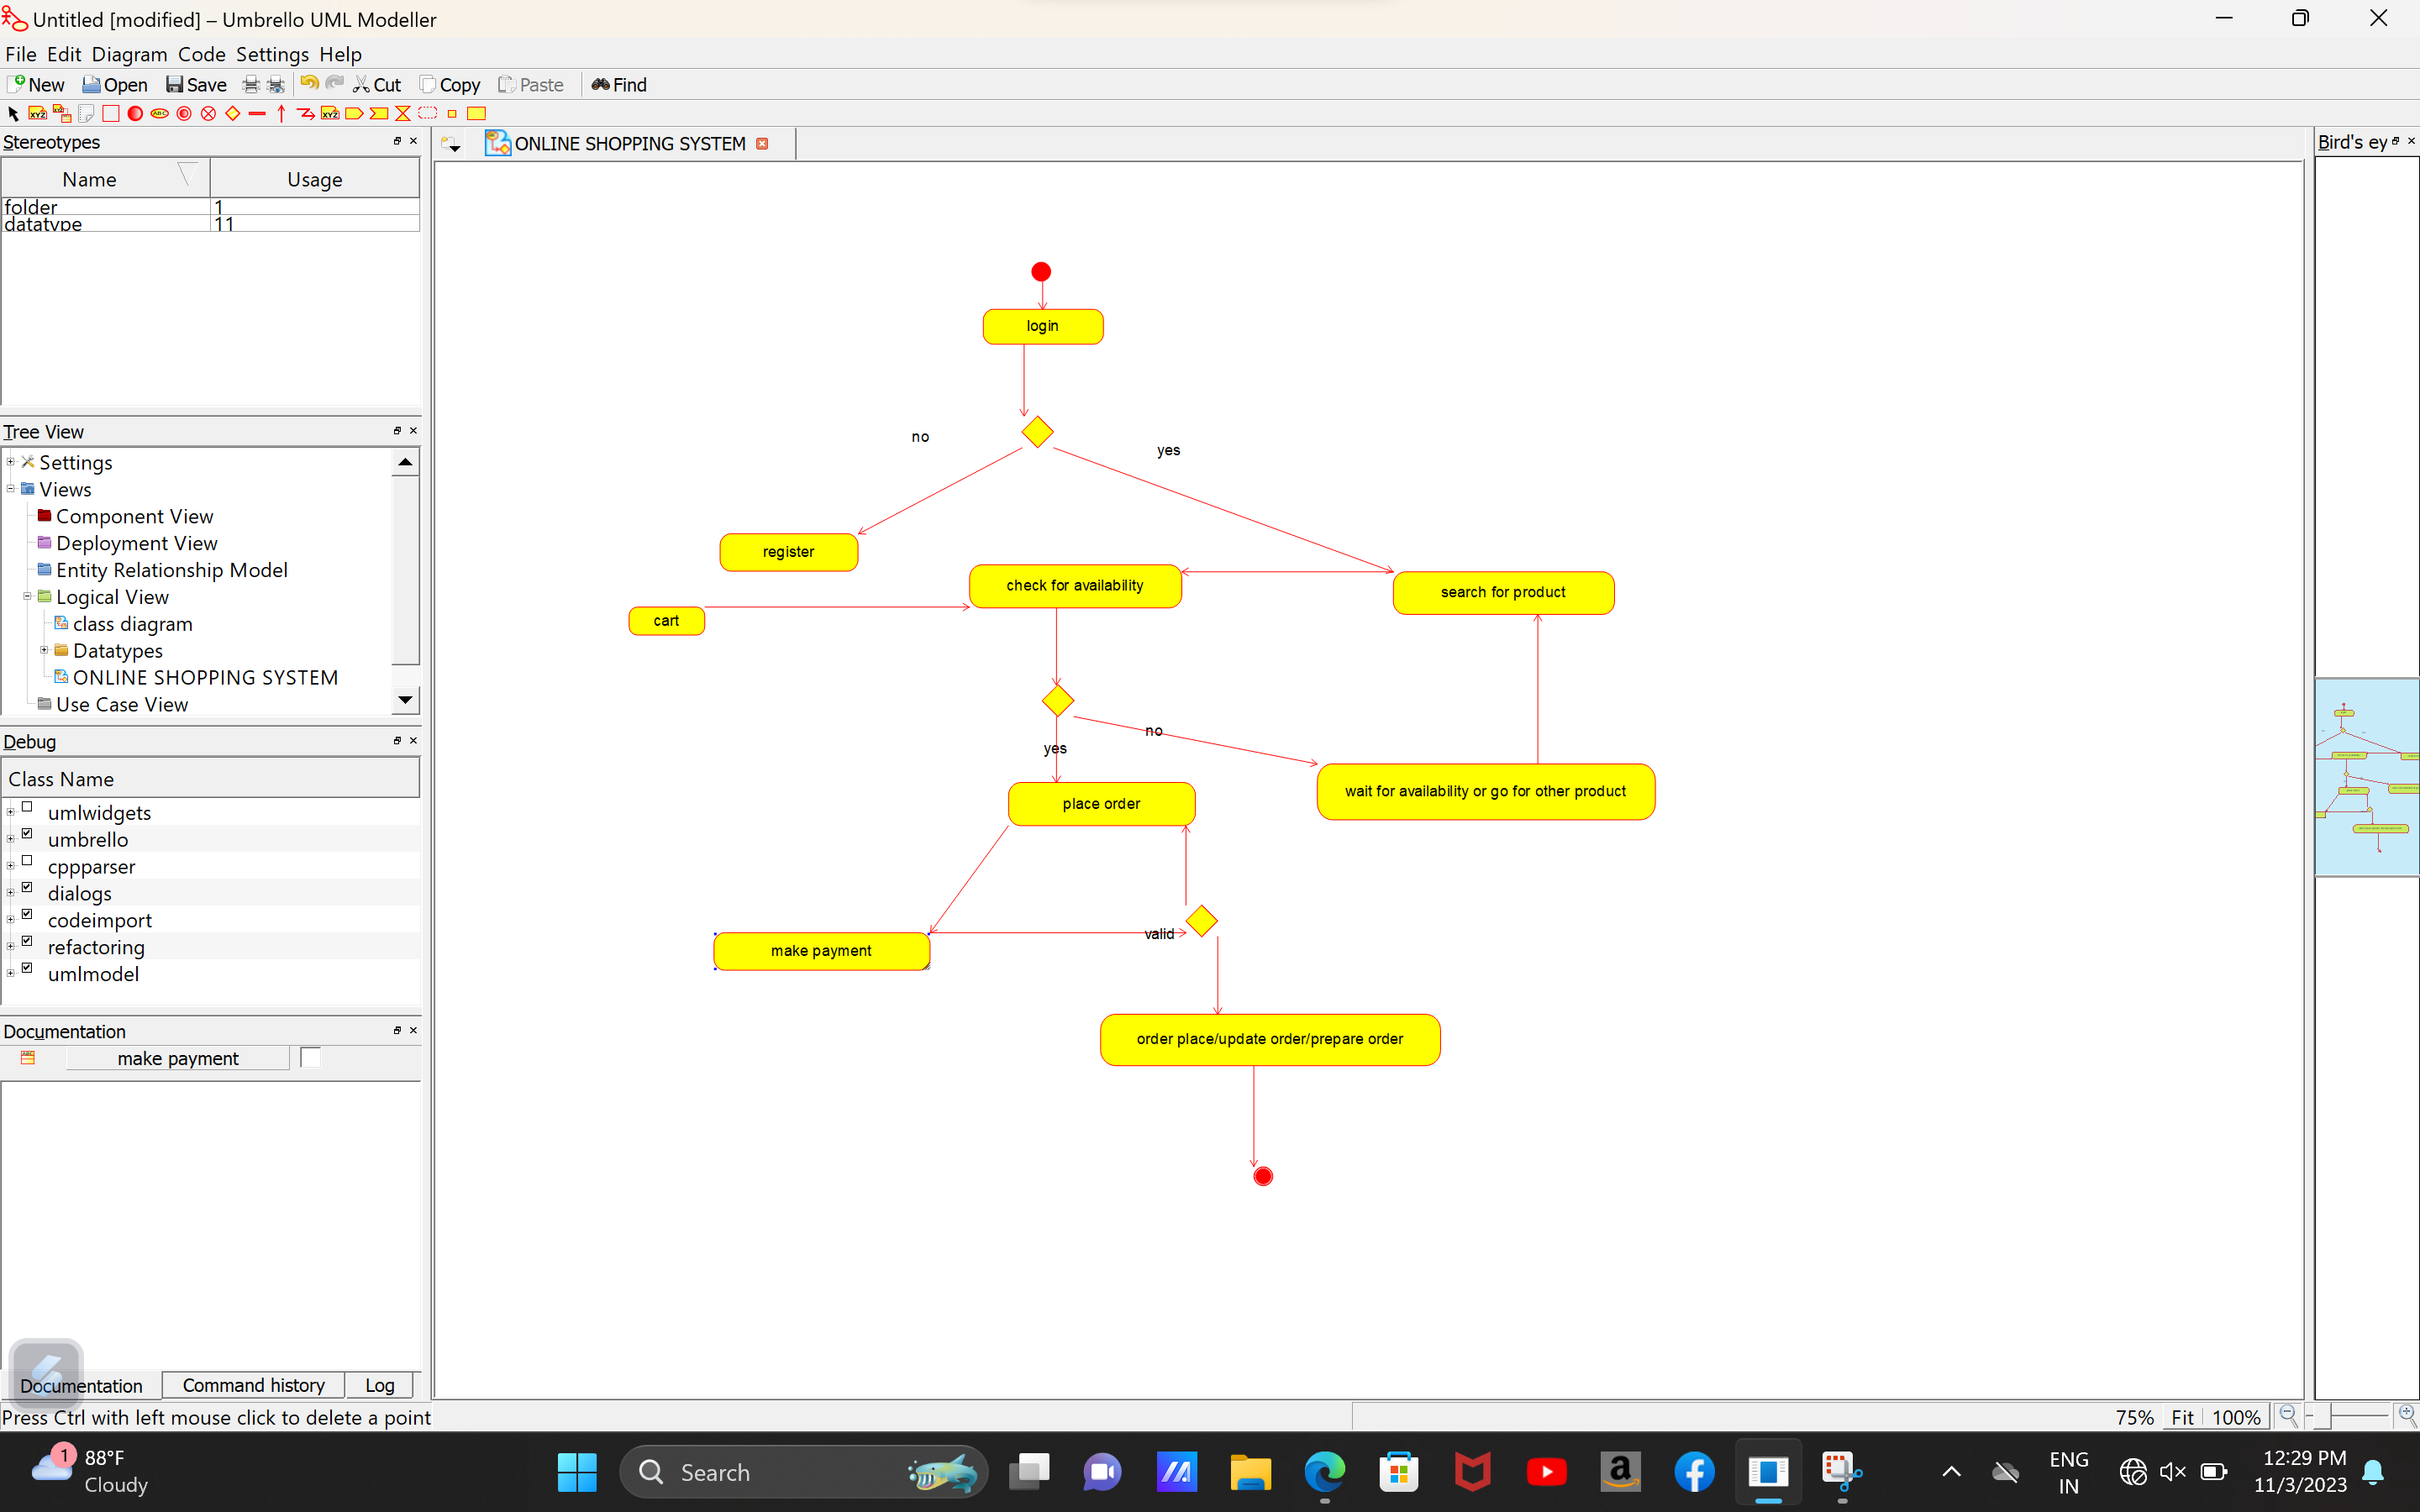 Untitled [modified] – Umbrello UML Modeller
File Edit Diagram Code Settings Help
New Open Save Cut Copy Paste Find
Stereotypes
Name Usage
folder 1
datatype 11
Tree View
Settings
Views
Component View
Deployment View
Entity Relationship Model
Logical View
class diagram
Datatypes
ONLINE SHOPPING SYSTEM
Use Case View
Debug
Class Name
umlwidgets
umbrello
cppparser
dialogs
codeimport
refactoring
umlmodel
Documentation
make payment
Documentation Command history Log
Press Ctrl with left mouse click to delete a point
ONLINE SHOPPING SYSTEM
login
no
yes
register
check for availability
search for product
cart
no
yes
wait for availability or go for other product
place order
valid
make payment
order place/update order/prepare order
Bird's ey
75% Fit 100%
1
88°F
Cloudy
Search
ENG
IN
12:29 PM
11/3/2023